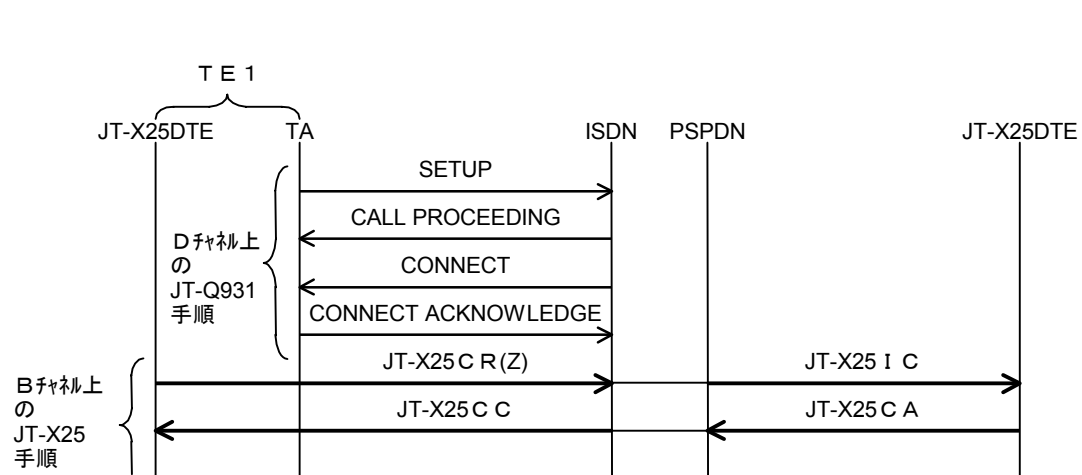 ＴＥ１
JT-X25DTE
TA
ISDN
PSPDN
JT-X25DTE
SETUP
CALL PROCEEDING
CONNECT
CONNECT ACKNOWLEDGE
Ｄﾁｬﾈﾙ上
の
JT-Q931
手順
JT-X25ＣＲ(Z)
JT-X25ＩＣ
JT-X25ＣＣ
JT-X25ＣＡ
Ｂﾁｬﾈﾙ上
の
JT-X25
手順